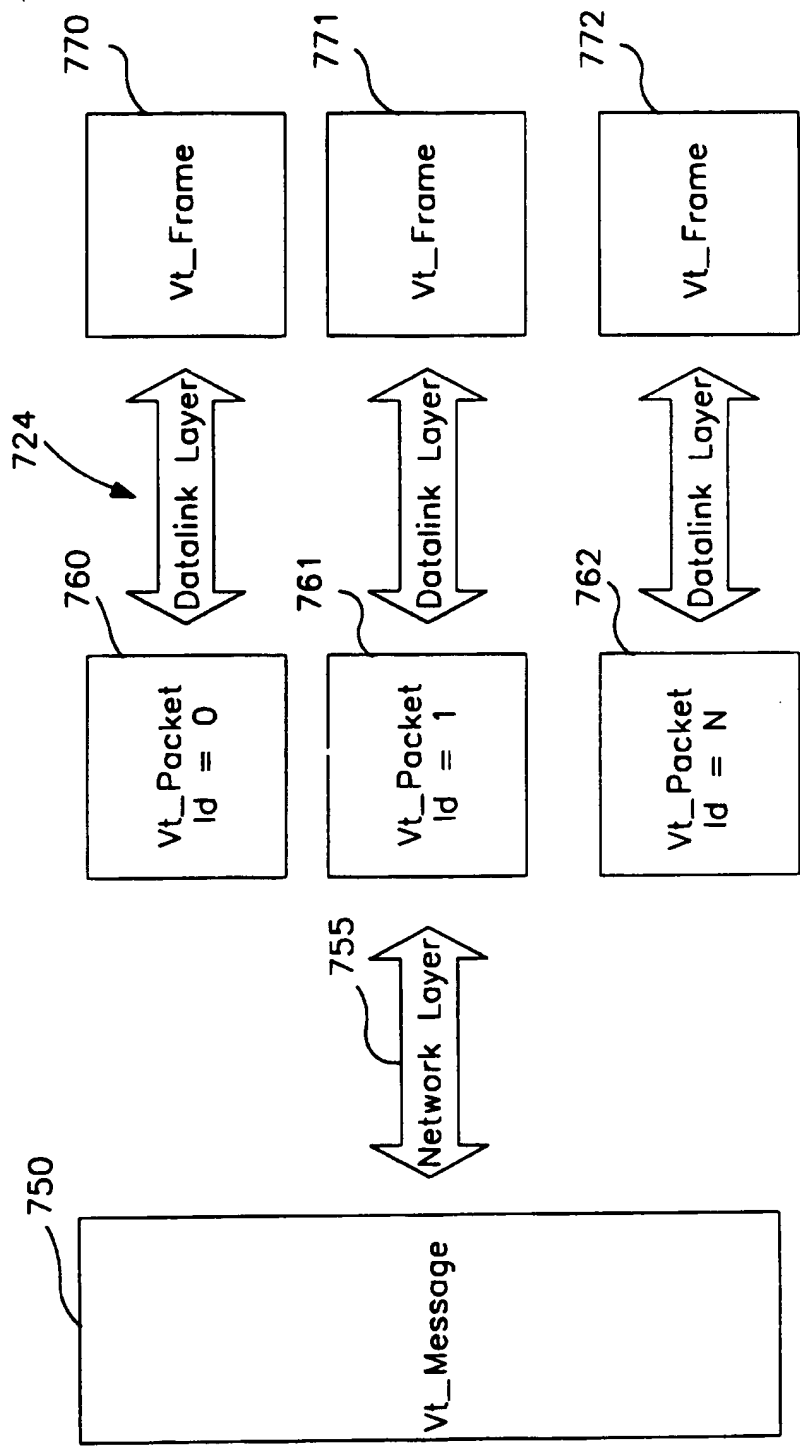 750
Vt_Message
755
Network Layer
760
Vt_Packet
Id = 0
761
Vt_Packet
Id = 1
762
Vt_Packet
Id = N
724
Datalink Layer
Datalink Layer
Datalink Layer
770
Vt_Frame
771
Vt_Frame
772
Vt_Frame